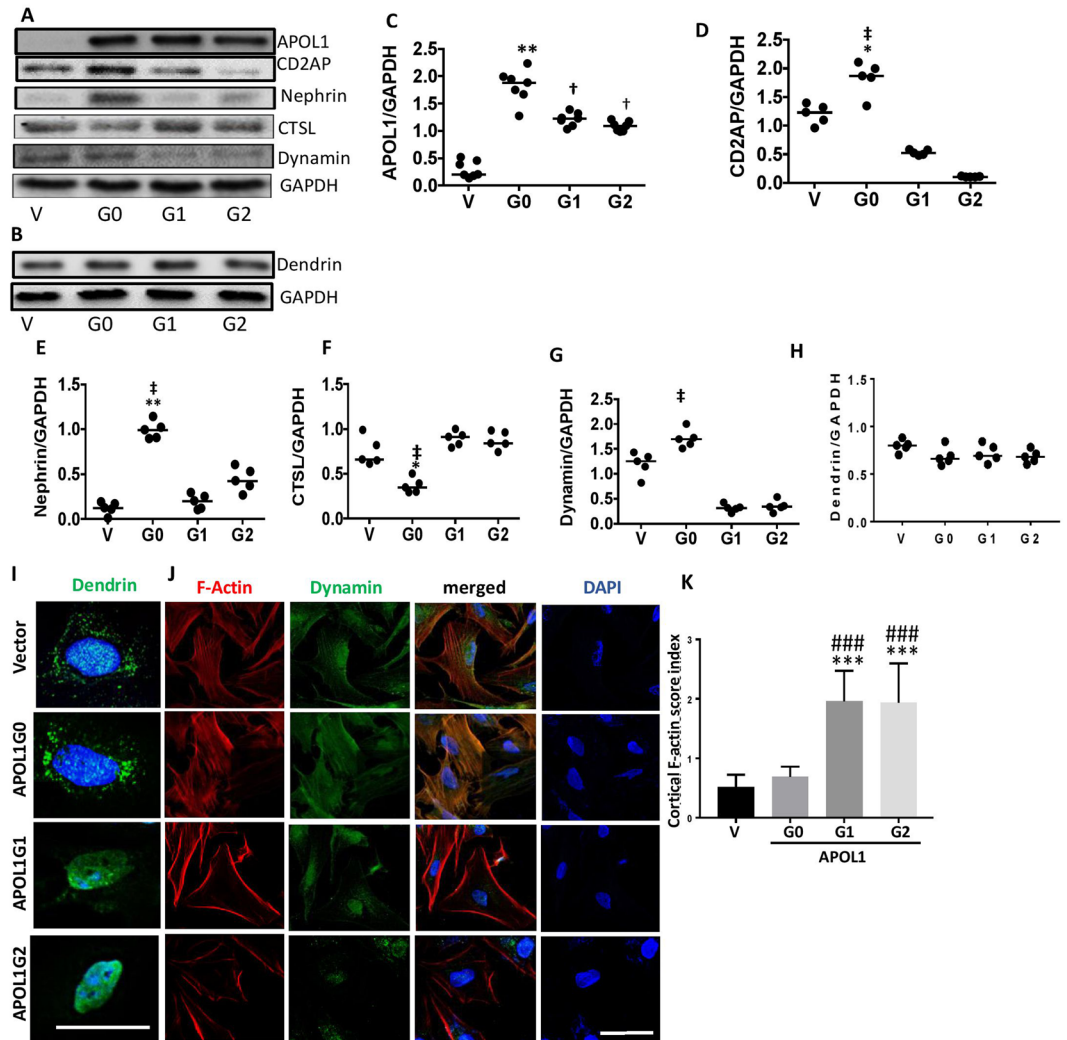 A
APOL1
CD2AP
Nephrin
CTSL
Dynamin
GAPDH
V G0 G1 G2
B
Dendrin
GAPDH
V G0 G1 G2
C
APOL1/GAPDH
2.5
2.0
1.5
1.0
0.5
0.0
**
†
†
V G0 G1 G2
D
CD2AP/GAPDH
2.5
2.0
1.5
1.0
0.5
0.0
‡
*
V G0 G1 G2
E
Nephrin/GAPDH
1.5
1.0
0.5
0.0
‡
**
V G0 G1 G2
F
CTSL/GAPDH
1.5
1.0
0.5
0.0
‡
*
V G0 G1 G2
G
Dynamin/GAPDH
2.5
2.0
1.5
1.0
0.5
0.0
‡
V G0 G1 G2
H
Dendrin/GAPDH
1.5
1.0
0.5
0.0
V G0 G1 G2
I
Dendrin
J
F-Actin Dynamin merged DAPI
Vector
APOL1G0
APOL1G1
APOL1G2
K
Cortical F-actin score index
3
2
1
0
### ###
*** ***
V G0 G1 G2
APOL1